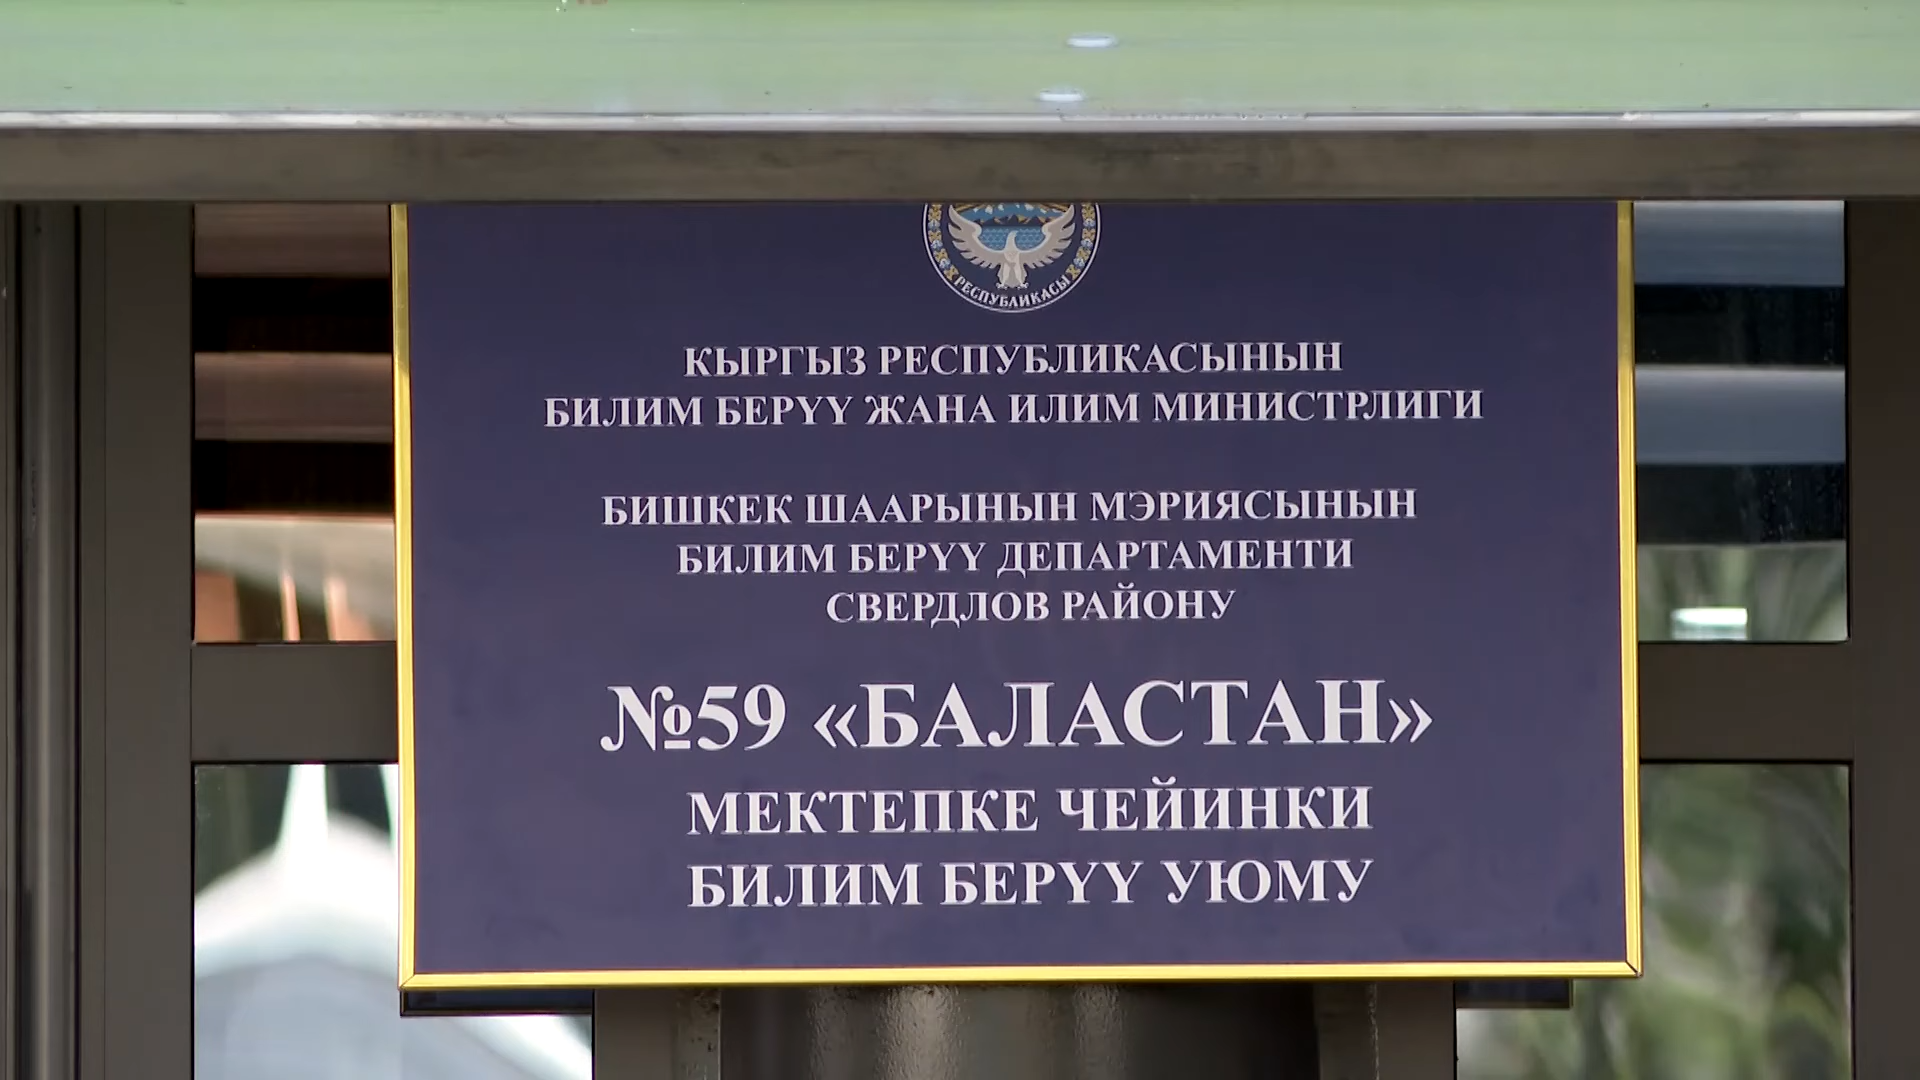 РЕСПУБЛИКАСЫ
КЫРГЫЗ РЕСПУБЛИКАСЫНЫН
БИЛИМ БЕРҮҮ ЖАНА ИЛИМ МИНИСТРЛИГИ
БИШКЕК ШААРЫНЫН МЭРИЯСЫНЫН
БИЛИМ БЕРҮҮ ДЕПАРТАМЕНТИ
СВЕРДЛОВ РАЙОНУ
№59 «БАЛАСТАН»
МЕКТЕПКЕ ЧЕЙИНКИ
БИЛИМ БЕРҮҮ УЮМУ